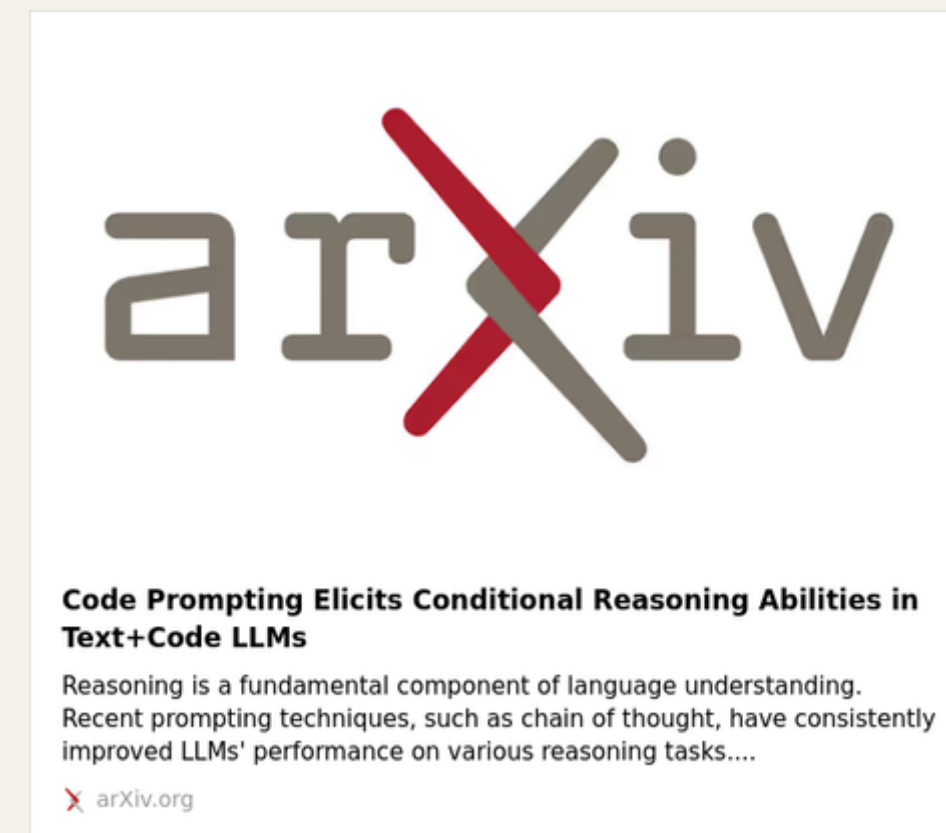 arXiv
Code Prompting Elicits Conditional Reasoning Abilities in
Text+Code LLMs
Reasoning is a fundamental component of language understanding.
Recent prompting techniques, such as chain of thought, have consistently
improved LLMs' performance on various reasoning tasks....
arXiv.org